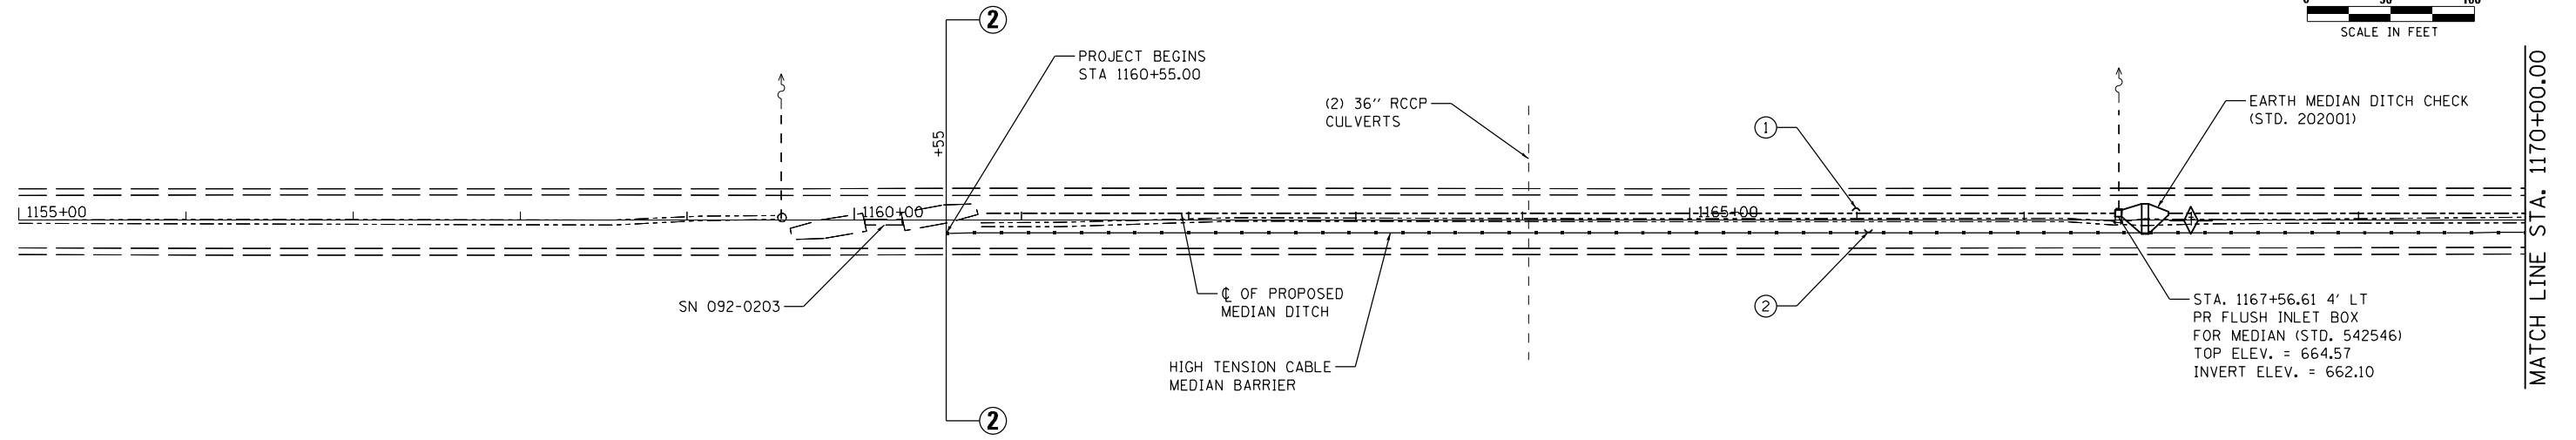 0 50 100
SCALE IN FEET
2
PROJECT BEGINS
STA 1160+55.00
(2) 36" RCCP
CULVERTS
EARTH MEDIAN DITCH CHECK
(STD. 202001)
1
+55
1155+00
1160+00
1165+00
SN 092-0203
℄ OF PROPOSED
MEDIAN DITCH
2
HIGH TENSION CABLE
MEDIAN BARRIER
STA. 1167+56.61 4' LT
PR FLUSH INLET BOX
FOR MEDIAN (STD. 542546)
TOP ELEV. = 664.57
INVERT ELEV. = 662.10
2
MATCH LINE STA. 1170+00.00